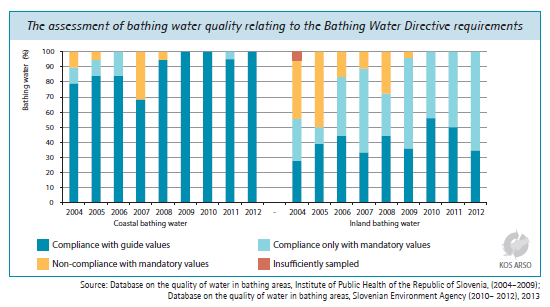 The assessment of bathing water quality relating to the Bathing Water Directive requirements
Bathing water (%)
100
90
80
70
60
50
40
30
20
10
0
2004 2005 2006 2007 2008 2009 2010 2011 2012 - 2004 2005 2006 2007 2008 2009 2010 2011 2012
Coastal bathing water Inland bathing water
Compliance with guide values Compliance only with mandatory values
Non-compliance with mandatory values Insufficiently sampled
KOS ARSO
Source: Database on the quality of water in bathing areas, Institute of Public Health of the Republic of Slovenia, (2004–2009);
Database on the quality of water in bathing areas, Slovenian Environment Agency (2010– 2012), 2013